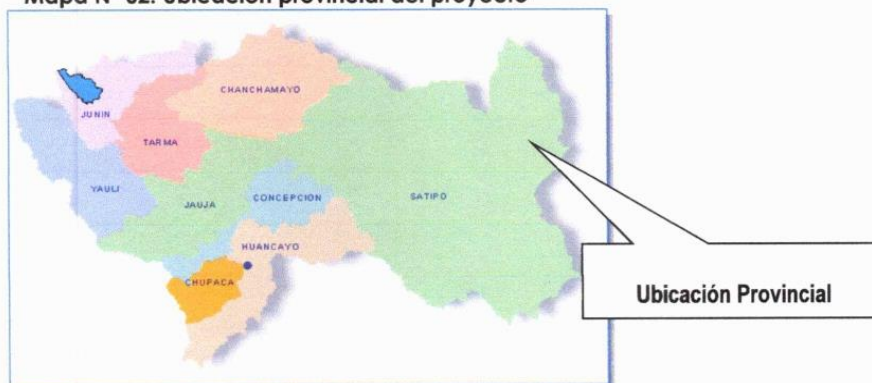 Mapa N° 02: Ubicación provincial del proyecto
CHANCHAMAYO
JUNIN
TARMA
YAULI
JAUJA
CONCEPCION
SATIPO
HUANCAYO
CHUPACA
Ubicación Provincial